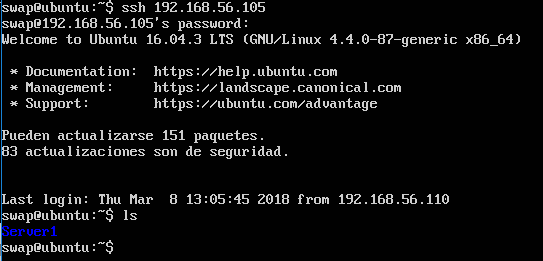 swap@ubuntu:~$ ssh 192.168.56.105
swap@192.168.56.105's password:
Welcome to Ubuntu 16.04.3 LTS (GNU/Linux 4.4.0-87-generic x86_64)
* Documentation:  https://help.ubuntu.com
* Management:     https://landscape.canonical.com
* Support:        https://ubuntu.com/advantage
Pueden actualizarse 151 paquetes.
83 actualizaciones son de seguridad.
Last login: Thu Mar  8 13:05:45 2018 from 192.168.56.110
swap@ubuntu:~$ ls
Server1
swap@ubuntu:~$